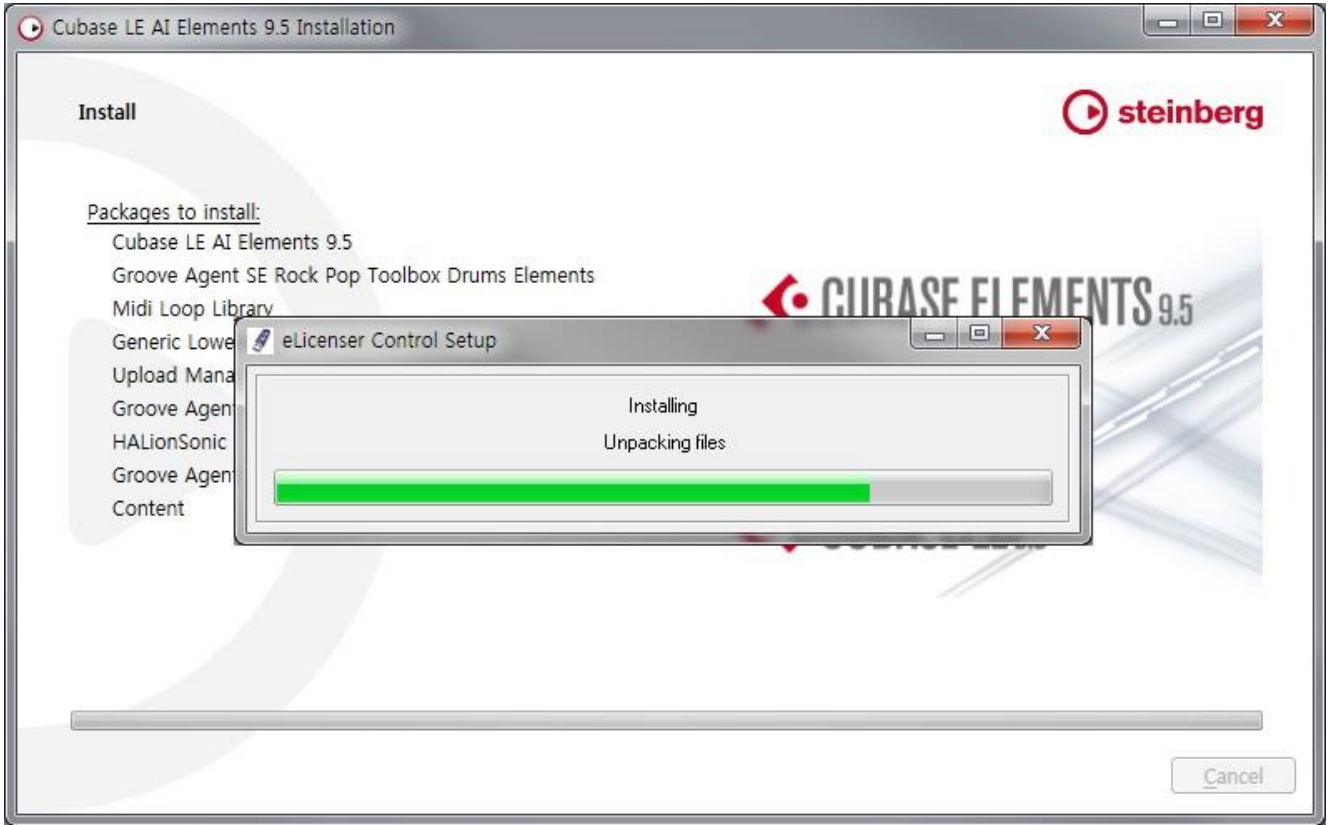 Cubase LE AI Elements 9.5 Installation
Install
steinberg
Packages to install:
Cubase LE AI Elements 9.5
Groove Agent SE Rock Pop Toolbox Drums Elements
Midi Loop Library
CUBASE ELEMENTS 9.5
Generic Lowe
eLicenser Control Setup
Upload Mana
Groove Agen
Installing
HALionSonic
Unpacking files
Groove Agen
Content
Cancel